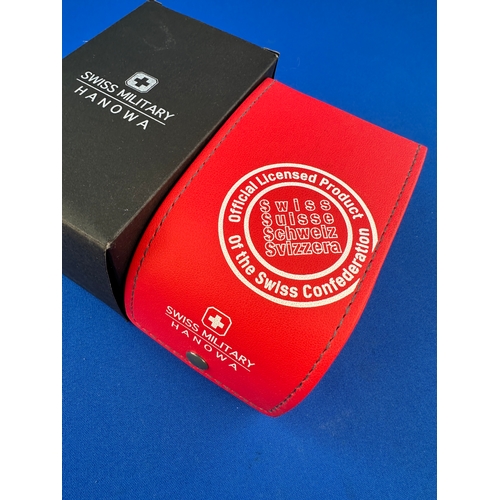 SWISS MILITARY
HANOWA
Official Licensed Product
Swiss
Suisse
Schweiz
Svizzera
Of the Swiss Confederation
SWISS MILITARY
HANOWA